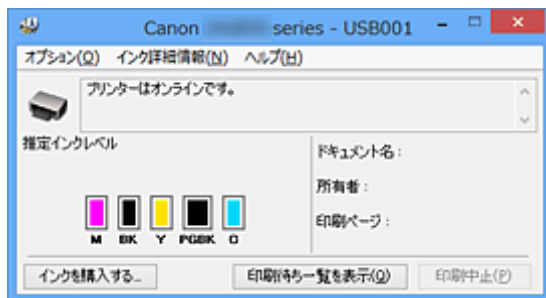 Canon series - USB001
オプション(O) インク詳細情報(N) ヘルプ(H)
プリンターはオンラインです。
推定インクレベル
ドキュメント名:
所有者:
印刷ページ:
M BK Y PGBK C
インクを購入する... 印刷待ち一覧を表示(Q) 印刷中止(P)